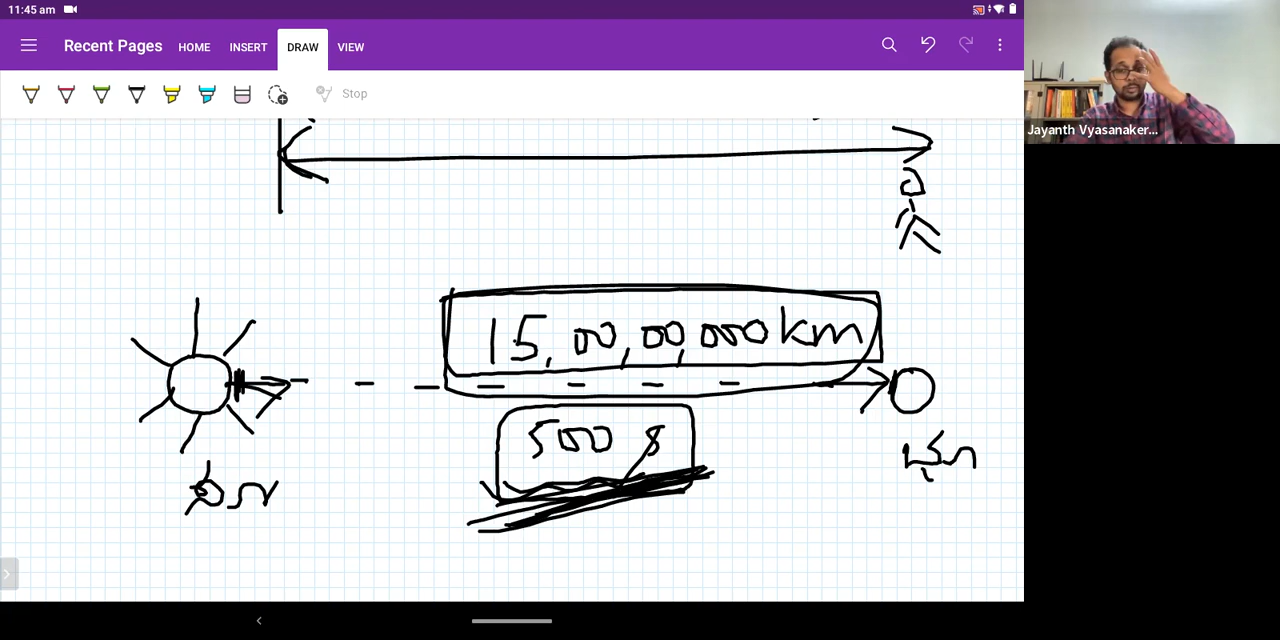 11:45 am
Recent Pages HOME INSERT DRAW VIEW
Stop
Jayanth Vyasanaker...
15,00,00,000 km
500 s